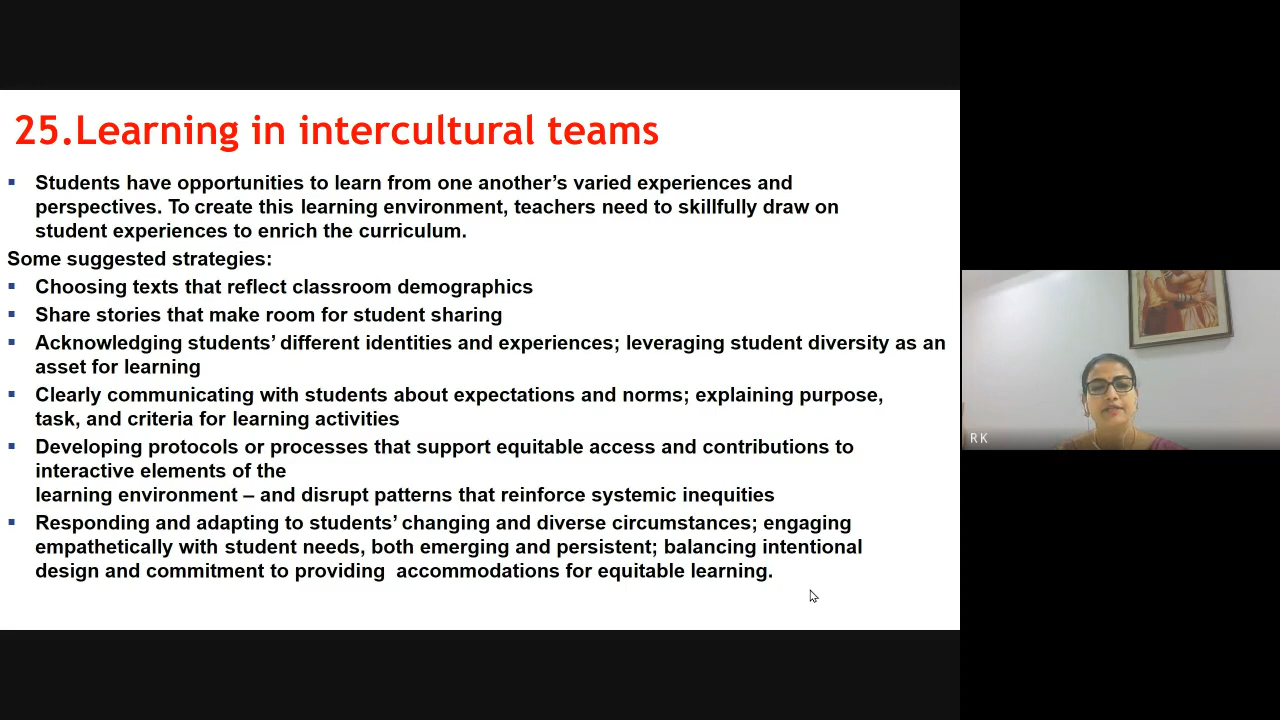 25.Learning in intercultural teams
▪ Students have opportunities to learn from one another’s varied experiences and
perspectives. To create this learning environment, teachers need to skillfully draw on
student experiences to enrich the curriculum.
Some suggested strategies:
▪ Choosing texts that reflect classroom demographics
▪ Share stories that make room for student sharing
▪ Acknowledging students’ different identities and experiences; leveraging student diversity as an
asset for learning
▪ Clearly communicating with students about expectations and norms; explaining purpose,
task, and criteria for learning activities
▪ Developing protocols or processes that support equitable access and contributions to
interactive elements of the
learning environment – and disrupt patterns that reinforce systemic inequities
▪ Responding and adapting to students’ changing and diverse circumstances; engaging
empathetically with student needs, both emerging and persistent; balancing intentional
design and commitment to providing  accommodations for equitable learning.
R K